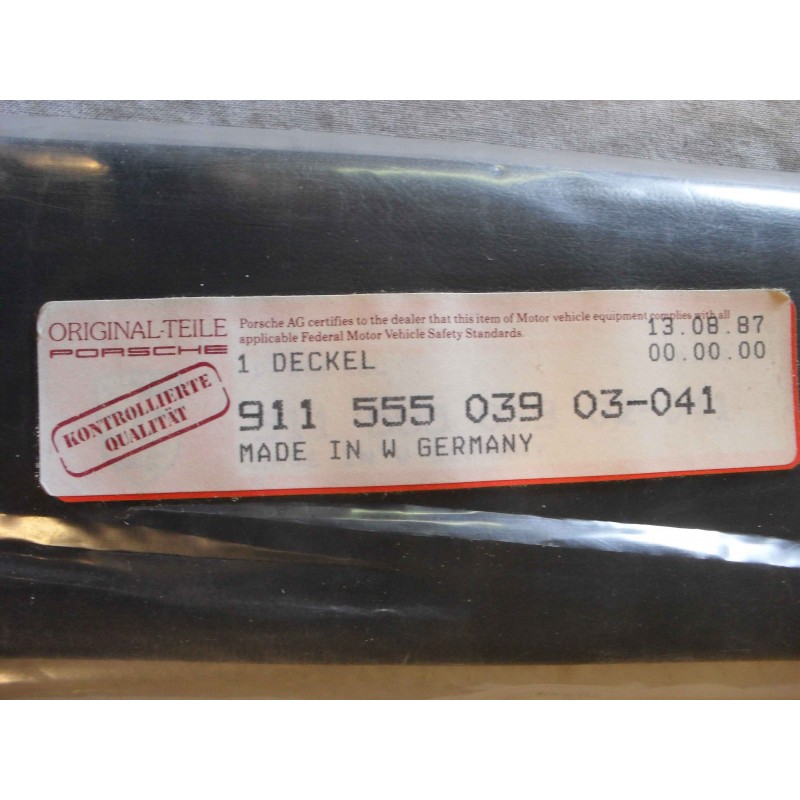 ORIGINAL-TEILE
PORSCHE
KONTROLLIERTE
QUALITÄT
Porsche AG certifies to the dealer that this item of Motor vehicle equipment complies with all
applicable Federal Motor Vehicle Safety Standards.
13.08.87
1 DECKEL
00.00.00
911 555 039 03-041
MADE IN W GERMANY